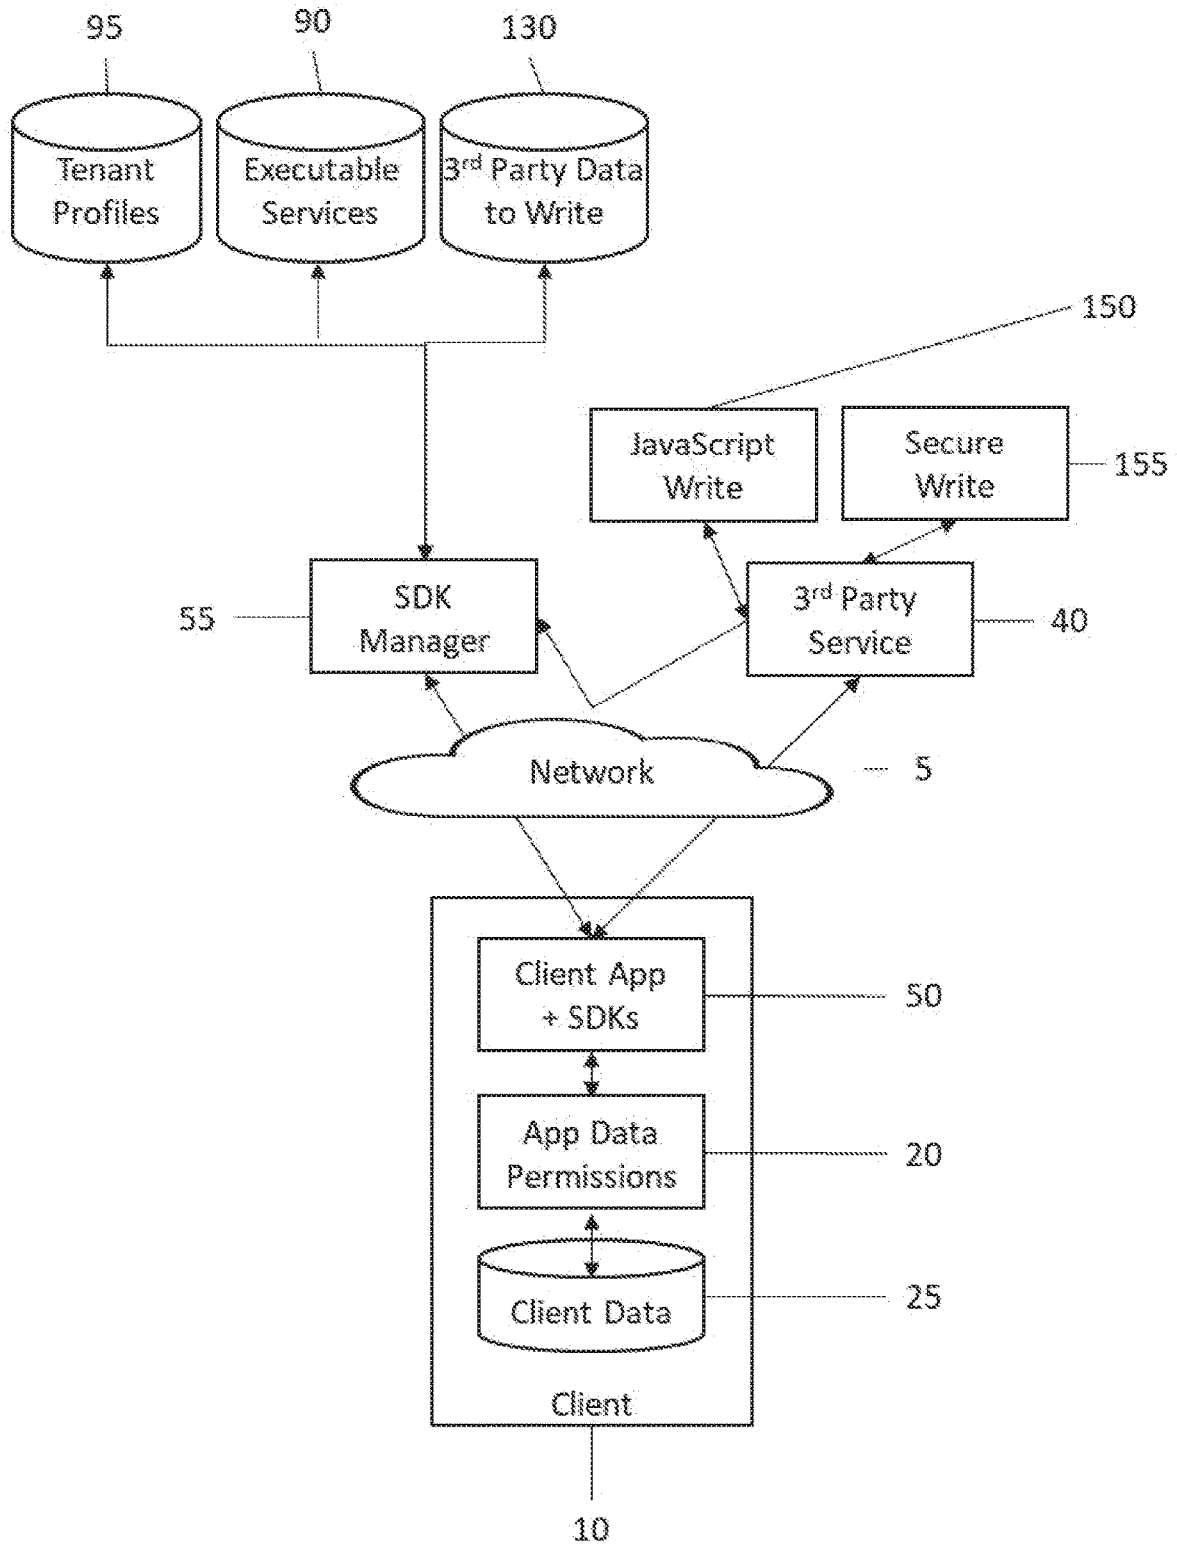 95
90
130
Tenant
Profiles
Executable
Services
3rd Party Data
to Write
150
JavaScript
Write
Secure
Write
155
SDK
Manager
55
3rd Party
Service
40
Network
5
Client App
+ SDKs
50
App Data
Permissions
20
Client Data
25
Client
10